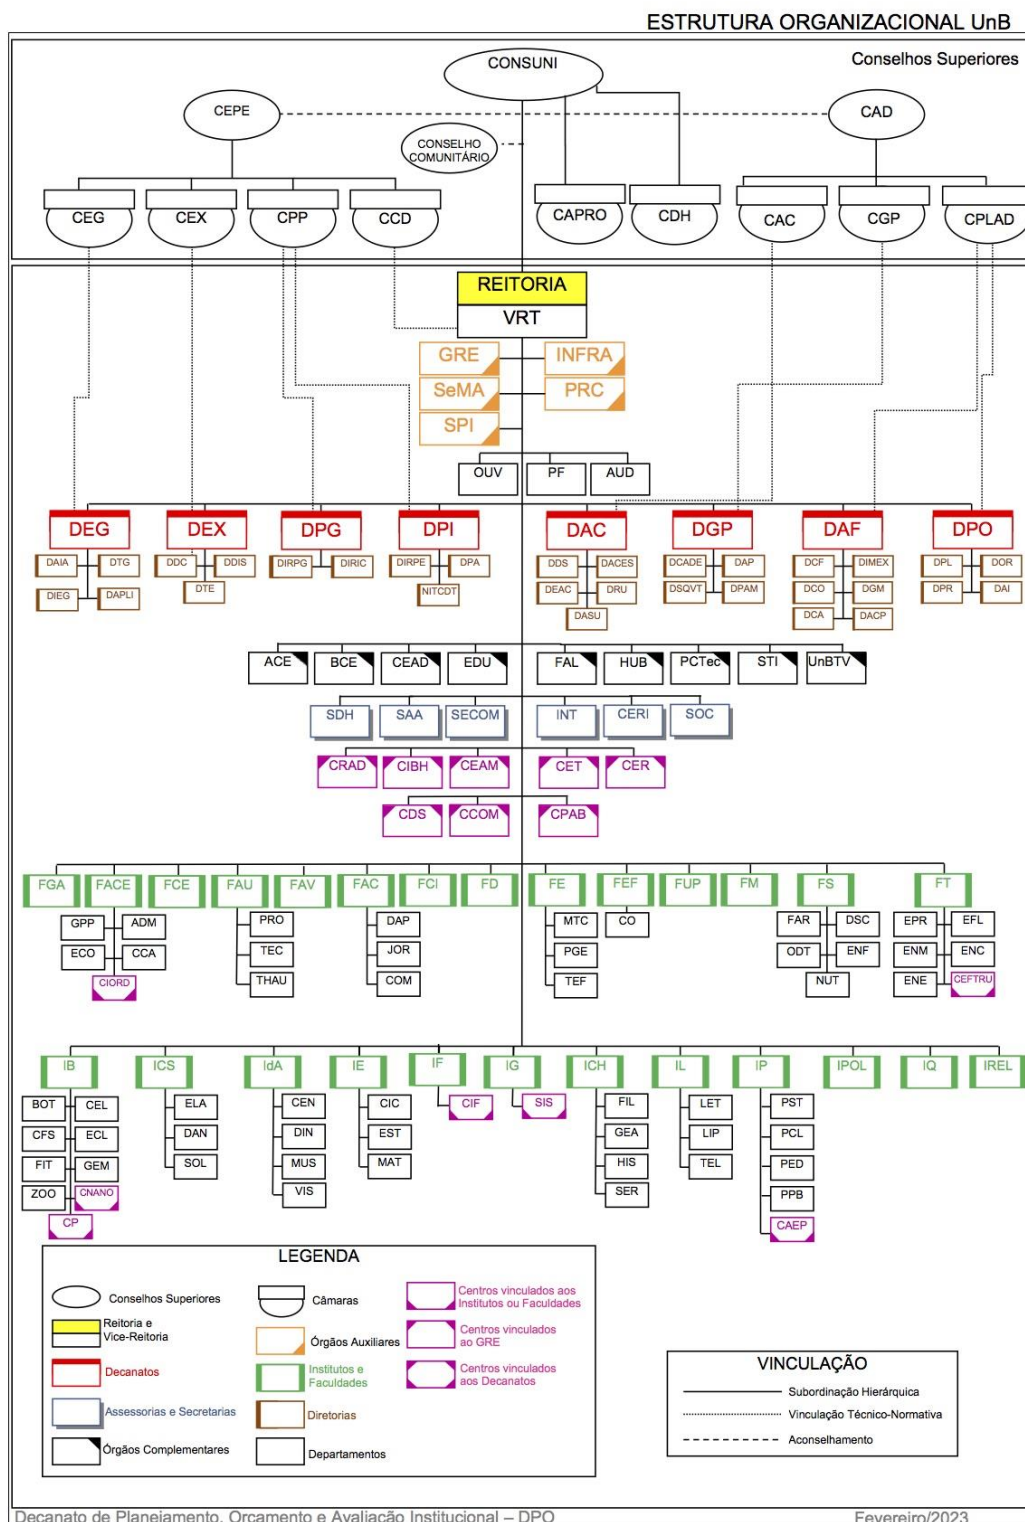 ESTRUTURA ORGANIZACIONAL UnB
Conselhos Superiores
CONSUNI
CEPE
CAD
CONSELHO
COMUNITÁRIO
CEG CEX CPP CCD CAPRO CDH CAC CGP CPLAD
REITORIA
VRT
GRE INFRA
SeMA PRC
SPI
OUV PF AUD
DEG DEX DPG DPI DAC DGP DAF DPO
DAIA DTG DDC DDIS DIRPG DIRIC DIRPE DPA DDS DACES DCADE DAP DCF DIMEX DPL DOR
DIEG DAPLI DTE NITCDT DEAC DRU DSQVT DPAM DCO DGM DPR DAI
DASU DCA DACP
ACE BCE CEAD EDU FAL HUB PCTec STI UnBTV
SDH SAA SECOM INT CERI SOC
CRAD CIBH CEAM CET CER
CDS CCOM CPAB
FGA FACE FCE FAU FAV FAC FCI FD FE FEF FUP FM FS FT
GPP ADM PRO DAP MTC CO FAR DSC EPR EFL
ECO CCA TEC JOR PGE ODT ENF ENM ENC
CIORD THAU COM TEF NUT ENE CEFTRU
IB ICS IdA IE IF IG ICH IL IP IPOL IQ IREL
BOT CEL ELA CEN CIC CIF SIS FIL LET PST
CFS ECL DAN DIN EST GEA LIP PCL
FIT GEM SOL MUS MAT HIS TEL PED
ZOO CNANO VIS SER PPB
CP CAEP
LEGENDA
Conselhos Superiores
Reitoria e
Vice-Reitoria
Decanatos
Assessorias e Secretarias
Órgãos Complementares
Câmaras
Órgãos Auxiliares
Institutos e
Faculdades
Diretorias
Departamentos
Centros vinculados aos
Institutos ou Faculdades
Centros vinculados
ao GRE
Centros vinculados
aos Decanatos
VINCULAÇÃO
Subordinação Hierárquica
Vinculação Técnico-Normativa
Aconselhamento
Decanato de Planejamento, Orçamento e Avaliação Institucional – DPO
Fevereiro/2023